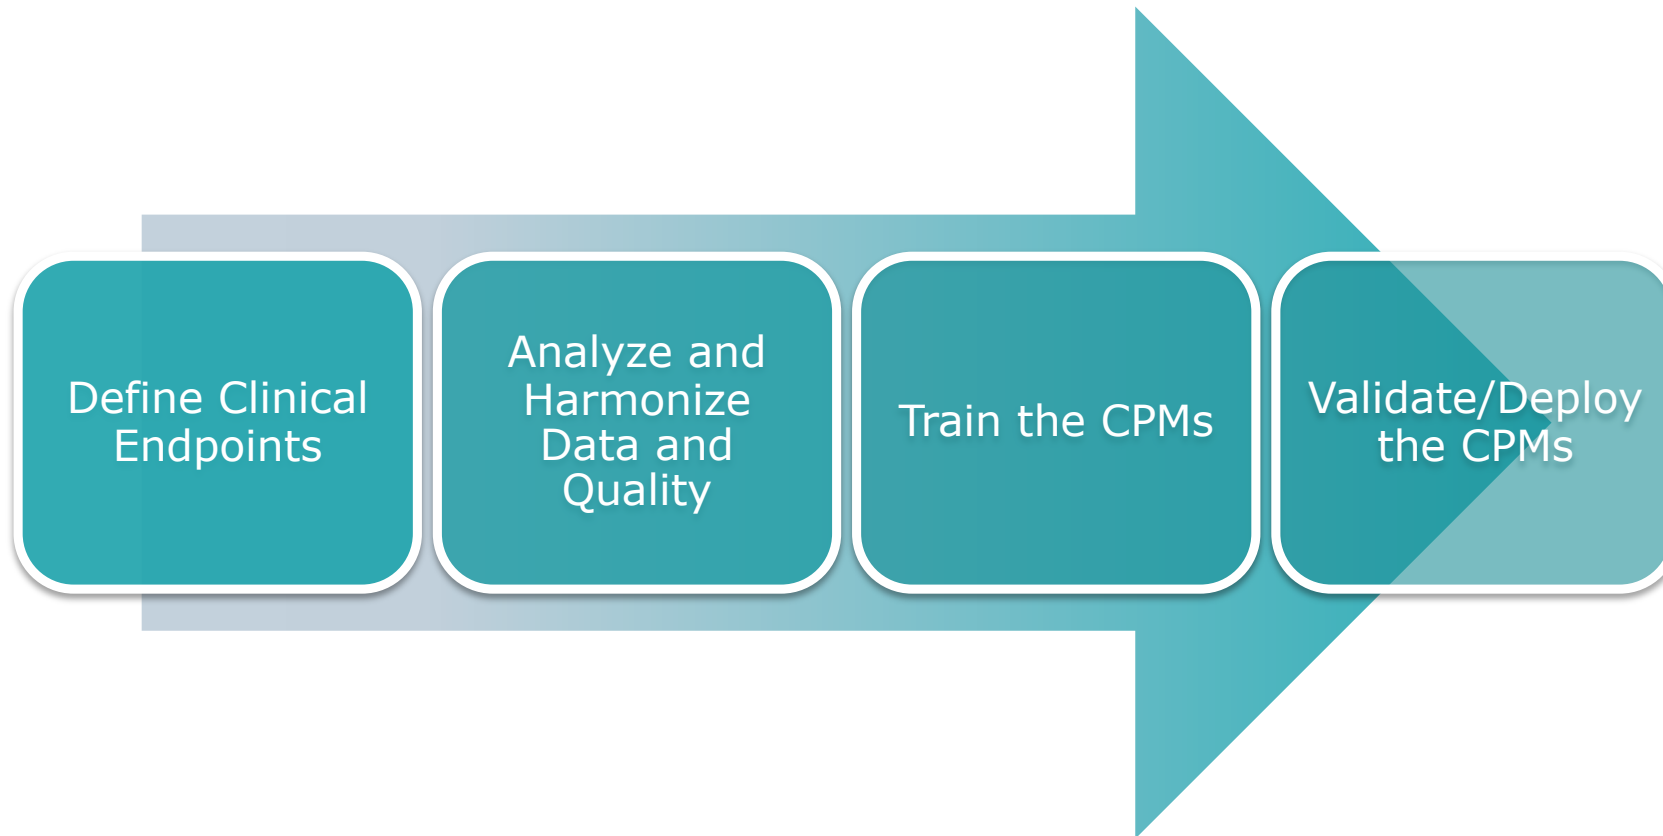 Define Clinical
Endpoints
Analyze and
Harmonize
Data and
Quality
Train the CPMs
Validate/Deploy
the CPMs